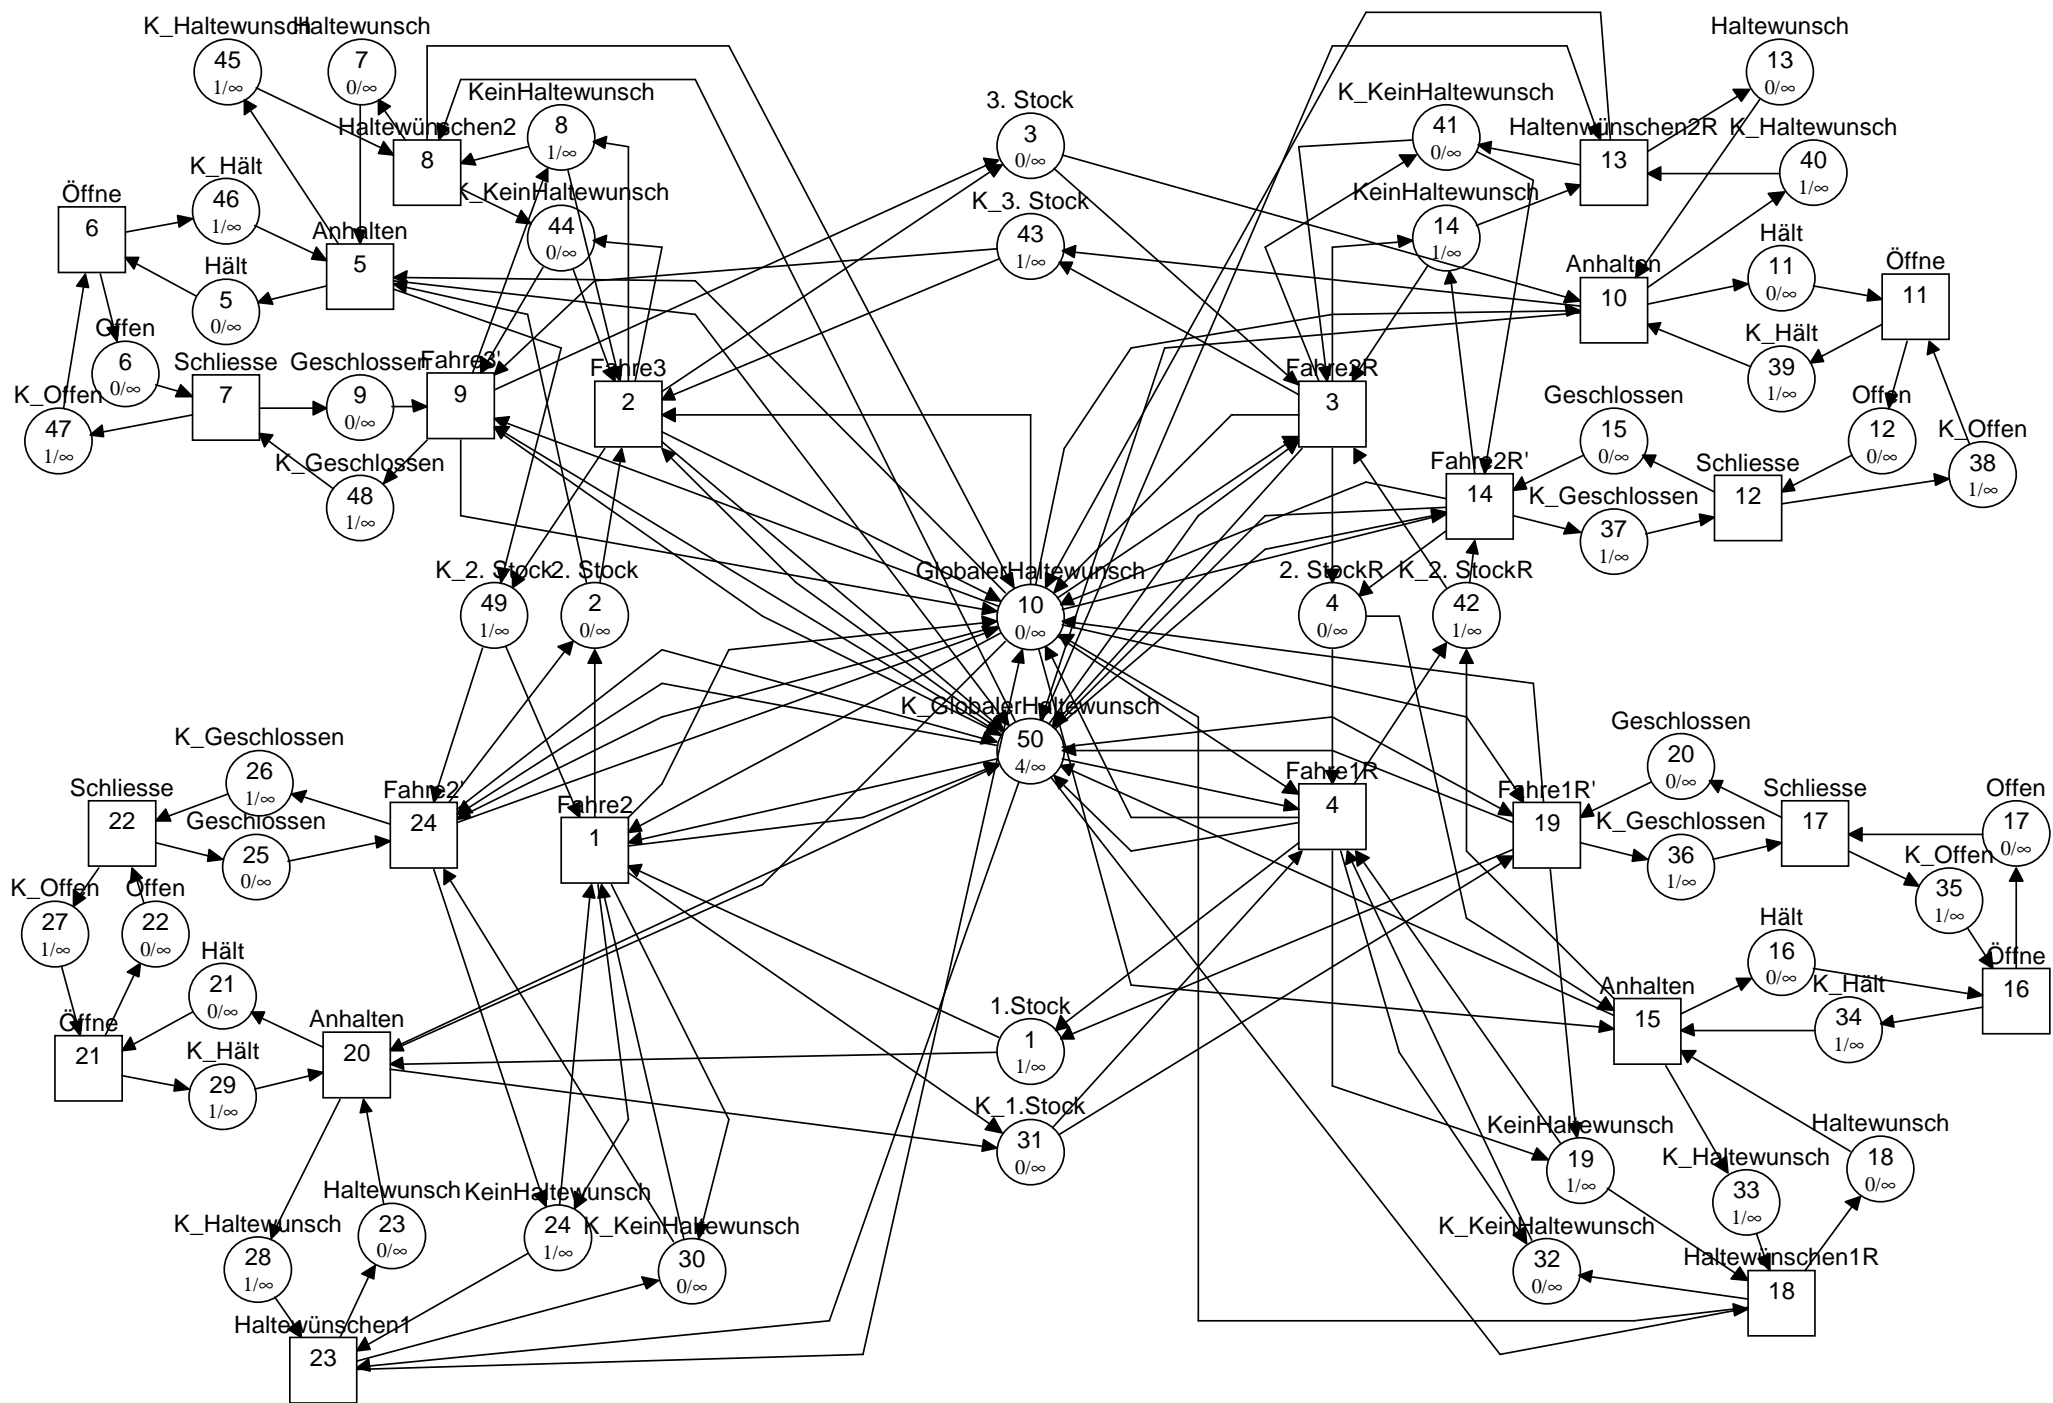 K_Haltewunsch
45
1/∞
Haltewunsch
7
0/∞
KeinHaltewunsch
8
1/∞
Haltewünschen2
8
K_KeinHaltewunsch
44
0/∞
K_Hält
46
1/∞
Öffne
6
Anhalten
5
Hält
5
0/∞
Offen
6
0/∞
K_Offen
47
1/∞
Schliesse
7
Geschlossen
9
0/∞
Fahre3'
9
Fahre3
2
K_Geschlossen
48
1/∞
K_2. Stock
49
1/∞
2. Stock
2
0/∞
3. Stock
3
0/∞
K_3. Stock
43
1/∞
K_KeinHaltewunsch
41
0/∞
KeinHaltewunsch
14
1/∞
Haltenwünschen2R
13
Haltewunsch
13
0/∞
K_Haltewunsch
40
1/∞
Anhalten
10
Hält
11
0/∞
Öffne
11
K_Hält
39
1/∞
Offen
12
0/∞
K_Offen
38
1/∞
Fahre2R
3
Geschlossen
15
0/∞
Fahre2R'
14
K_Geschlossen
37
1/∞
Schliesse
12
GlobalerHaltewunsch
10
0/∞
2. StockR
4
0/∞
K_2. StockR
42
1/∞
K_GlobalerHaltewunsch
50
4/∞
K_Geschlossen
26
1/∞
Schliesse
22
Geschlossen
25
0/∞
Fahre2'
24
Fahre2
1
K_Offen
27
1/∞
Offen
22
0/∞
Hält
21
0/∞
Öffne
21
K_Hält
29
1/∞
Anhalten
20
1.Stock
1
1/∞
K_1.Stock
31
0/∞
K_Haltewunsch
28
1/∞
Haltewunsch
23
0/∞
KeinHaltewunsch
24
1/∞
K_KeinHaltewunsch
30
0/∞
Haltewünschen1
23
Fahre1R
4
Fahre1R'
19
Geschlossen
20
0/∞
K_Geschlossen
36
1/∞
Schliesse
17
Offen
17
0/∞
K_Offen
35
1/∞
Hält
16
0/∞
K_Hält
34
1/∞
Öffne
16
Anhalten
15
KeinHaltewunsch
19
1/∞
K_Haltewunsch
33
1/∞
Haltewunsch
18
0/∞
K_KeinHaltewunsch
32
0/∞
Haltewünschen1R
18